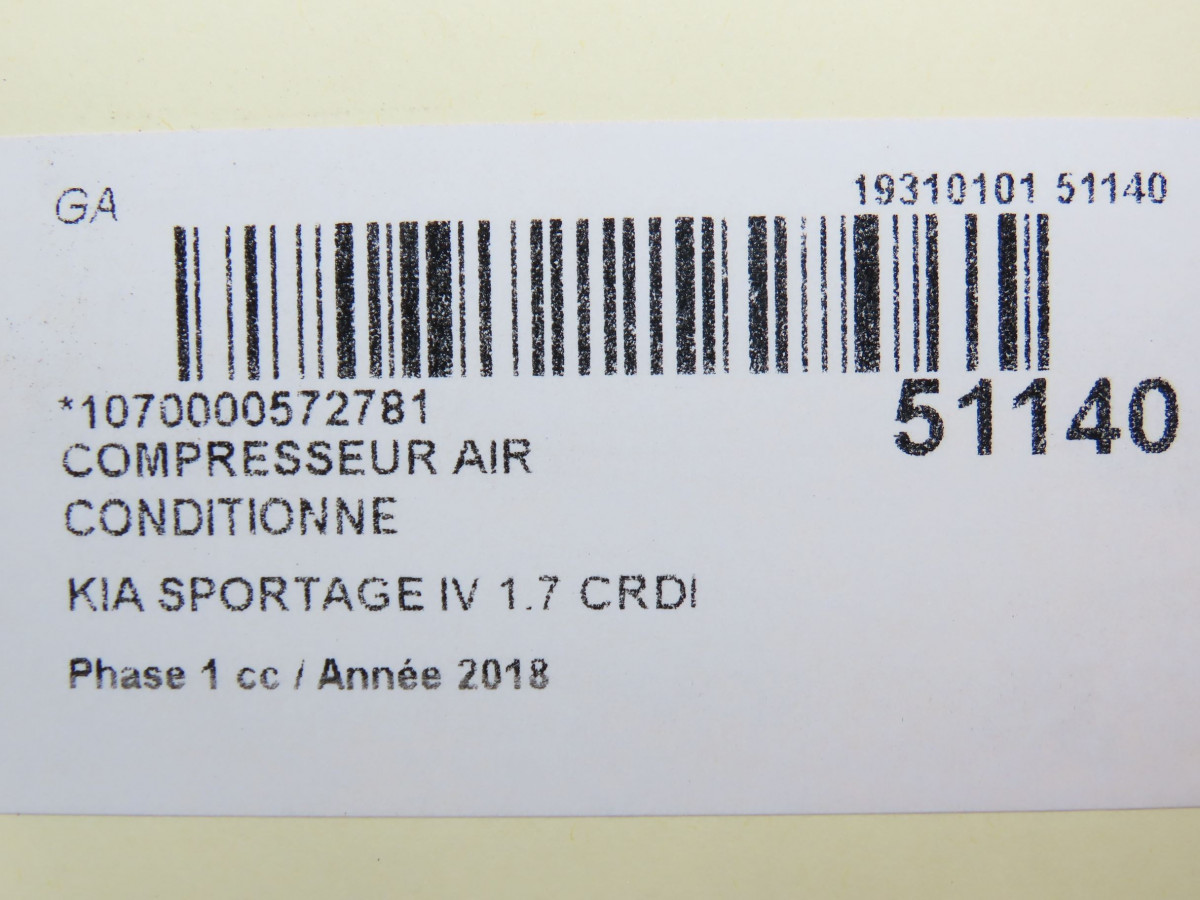 GA
19310101 51140
*1070000572781
51140
COMPRESSEUR AIR
CONDITIONNE
KIA SPORTAGE IV 1.7 CRDI
Phase 1 cc / Année 2018